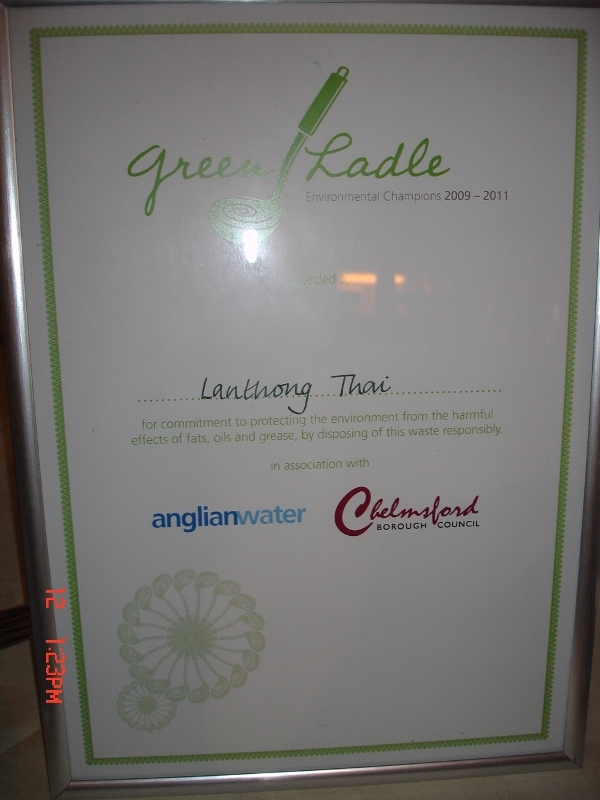 Green Ladle
Environmental Champions 2009 – 2011
Lanthong Thai
for commitment to protecting the environment from the harmful
effects of fats, oils and grease, by disposing of this waste responsibly.
in association with
anglianwater
Chelmsford
BOROUGH COUNCIL
12 1:23PM